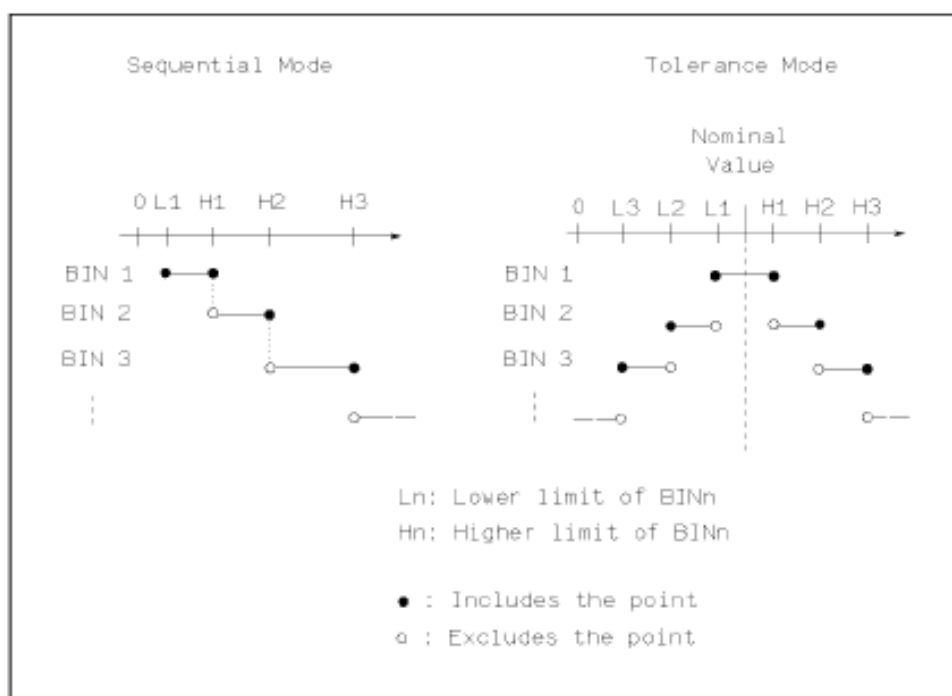 Sequential Mode
Tolerance Mode
Nominal
Value
0 L1 H1 H2 H3
0 L3 L2 L1 H1 H2 H3
BIN 1
BIN 1
BIN 2
BIN 2
BIN 3
BIN 3
Ln: Lower limit of BINn
Hn: Higher limit of BINn
: Includes the point
: Excludes the point